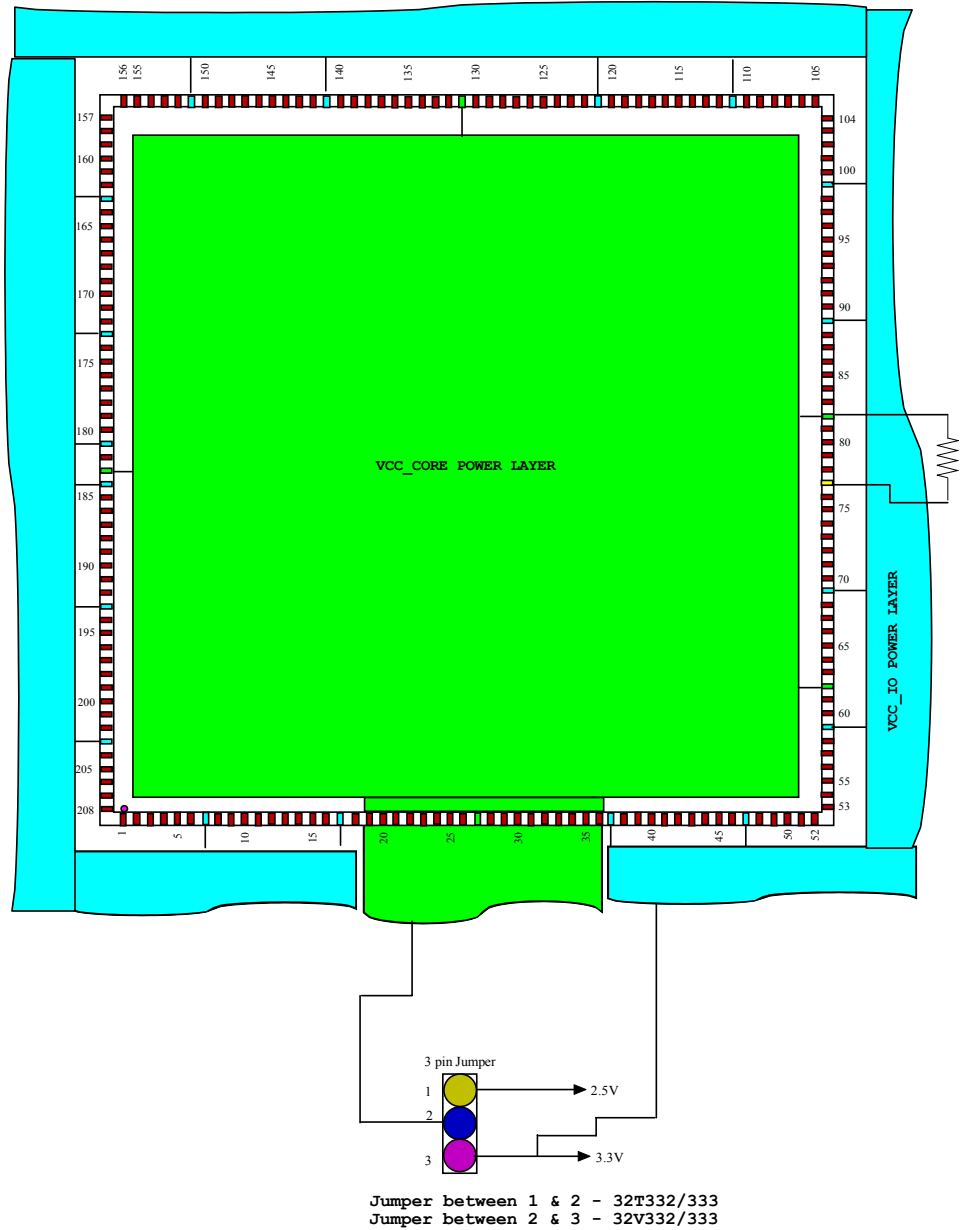 156 155 150 145 140 135 130 125 120 115 110 105
157
160
165
170
180
185
190
195
200
205
208
104
100
95
90
85
80
75
70
65
60
55
53
VCC_CORE POWER LAYER
VCC_IO POWER LAYER
1 5 10 15 20 25 30 35 40 45 50 52
3 pin Jumper
1
2.5V
2
3
3.3V
Jumper between 1 & 2 - 32T332/333
Jumper between 2 & 3 - 32V332/333